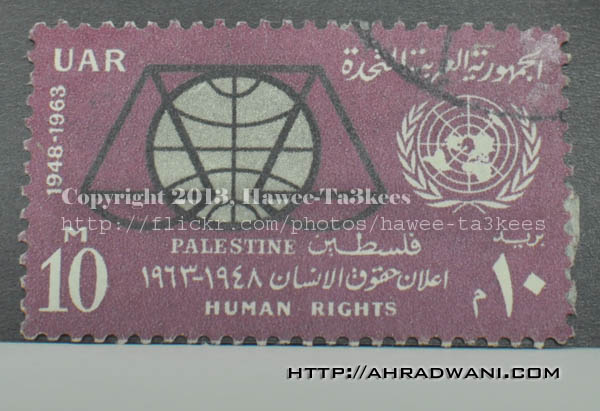 UAR
الجمهورية العربية المتحدة
1948-1963
Copyright 2013, Hawee-Ta3kees
http://flickr.com/photos/hawee-ta3kees
M
10
PALESTINE فلسطين
بريد
اعلان حقوق الانسان ١٩٤٨-١٩٦٣
١٠ م
HUMAN RIGHTS
HTTP://AHRADWANI.COM